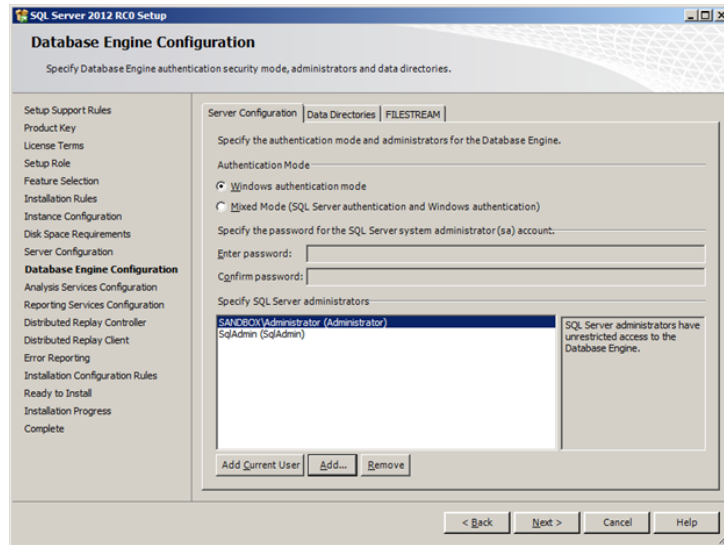 SQL Server 2012 RC0 Setup
Database Engine Configuration
Specify Database Engine authentication security mode, administrators and data directories.
Setup Support Rules
Product Key
License Terms
Setup Role
Feature Selection
Installation Rules
Instance Configuration
Disk Space Requirements
Server Configuration
Database Engine Configuration
Analysis Services Configuration
Reporting Services Configuration
Distributed Replay Controller
Distributed Replay Client
Error Reporting
Installation Configuration Rules
Ready to Install
Installation Progress
Complete
Server Configuration Data Directories FILESTREAM
Specify the authentication mode and administrators for the Database Engine.
Authentication Mode
Windows authentication mode
Mixed Mode (SQL Server authentication and Windows authentication)
Specify the password for the SQL Server system administrator (sa) account.
Enter password:
Confirm password:
Specify SQL Server administrators
SANDBOX\Administrator (Administrator)
SqlAdmin (SqlAdmin)
SQL Server administrators have
unrestricted access to the
Database Engine.
Add Current User Add... Remove
< Back Next > Cancel Help